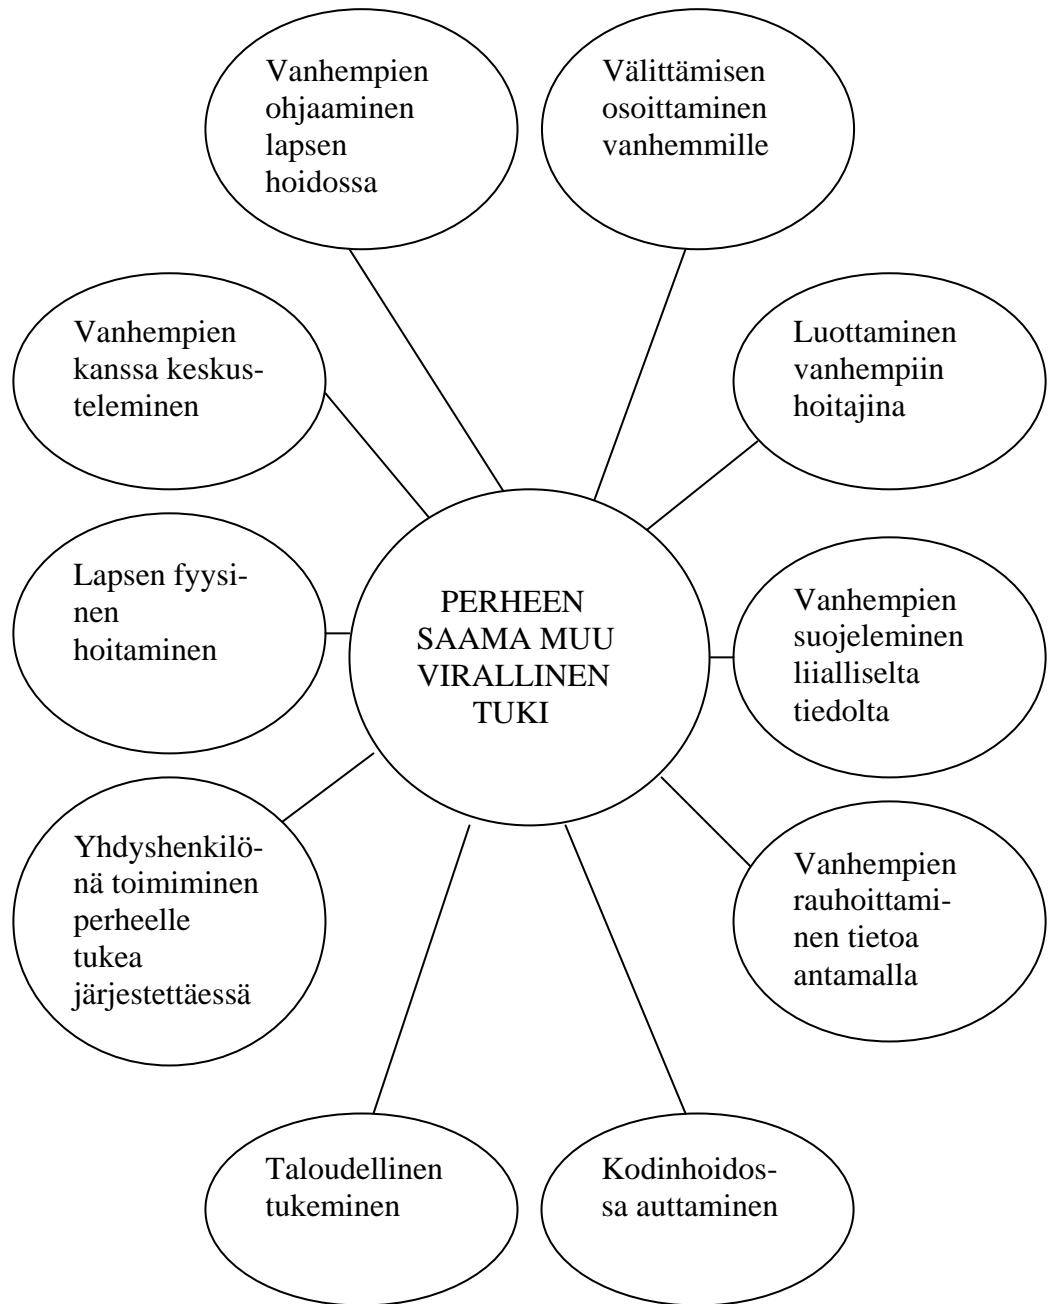 Vanhempien
ohjaaminen
lapsen
hoidossa
Välittämisen
osoittaminen
vanhemmille
Vanhempien
kanssa keskus-
teleminen
Luottaminen
vanhempiin
hoitajina
Lapsen fyysi-
nen
hoitaminen
PERHEEN
SAAMA MUU
VIRALLINEN
TUKI
Vanhempien
suojeleminen
liialliselta
tiedolta
Yhdyshenkilö-
nä toimiminen
perheelle
tukea
järjestettäessä
Vanhempien
rauhoittami-
nen tietoa
antamalla
Taloudellinen
tukeminen
Kodinhoidos-
sa auttaminen